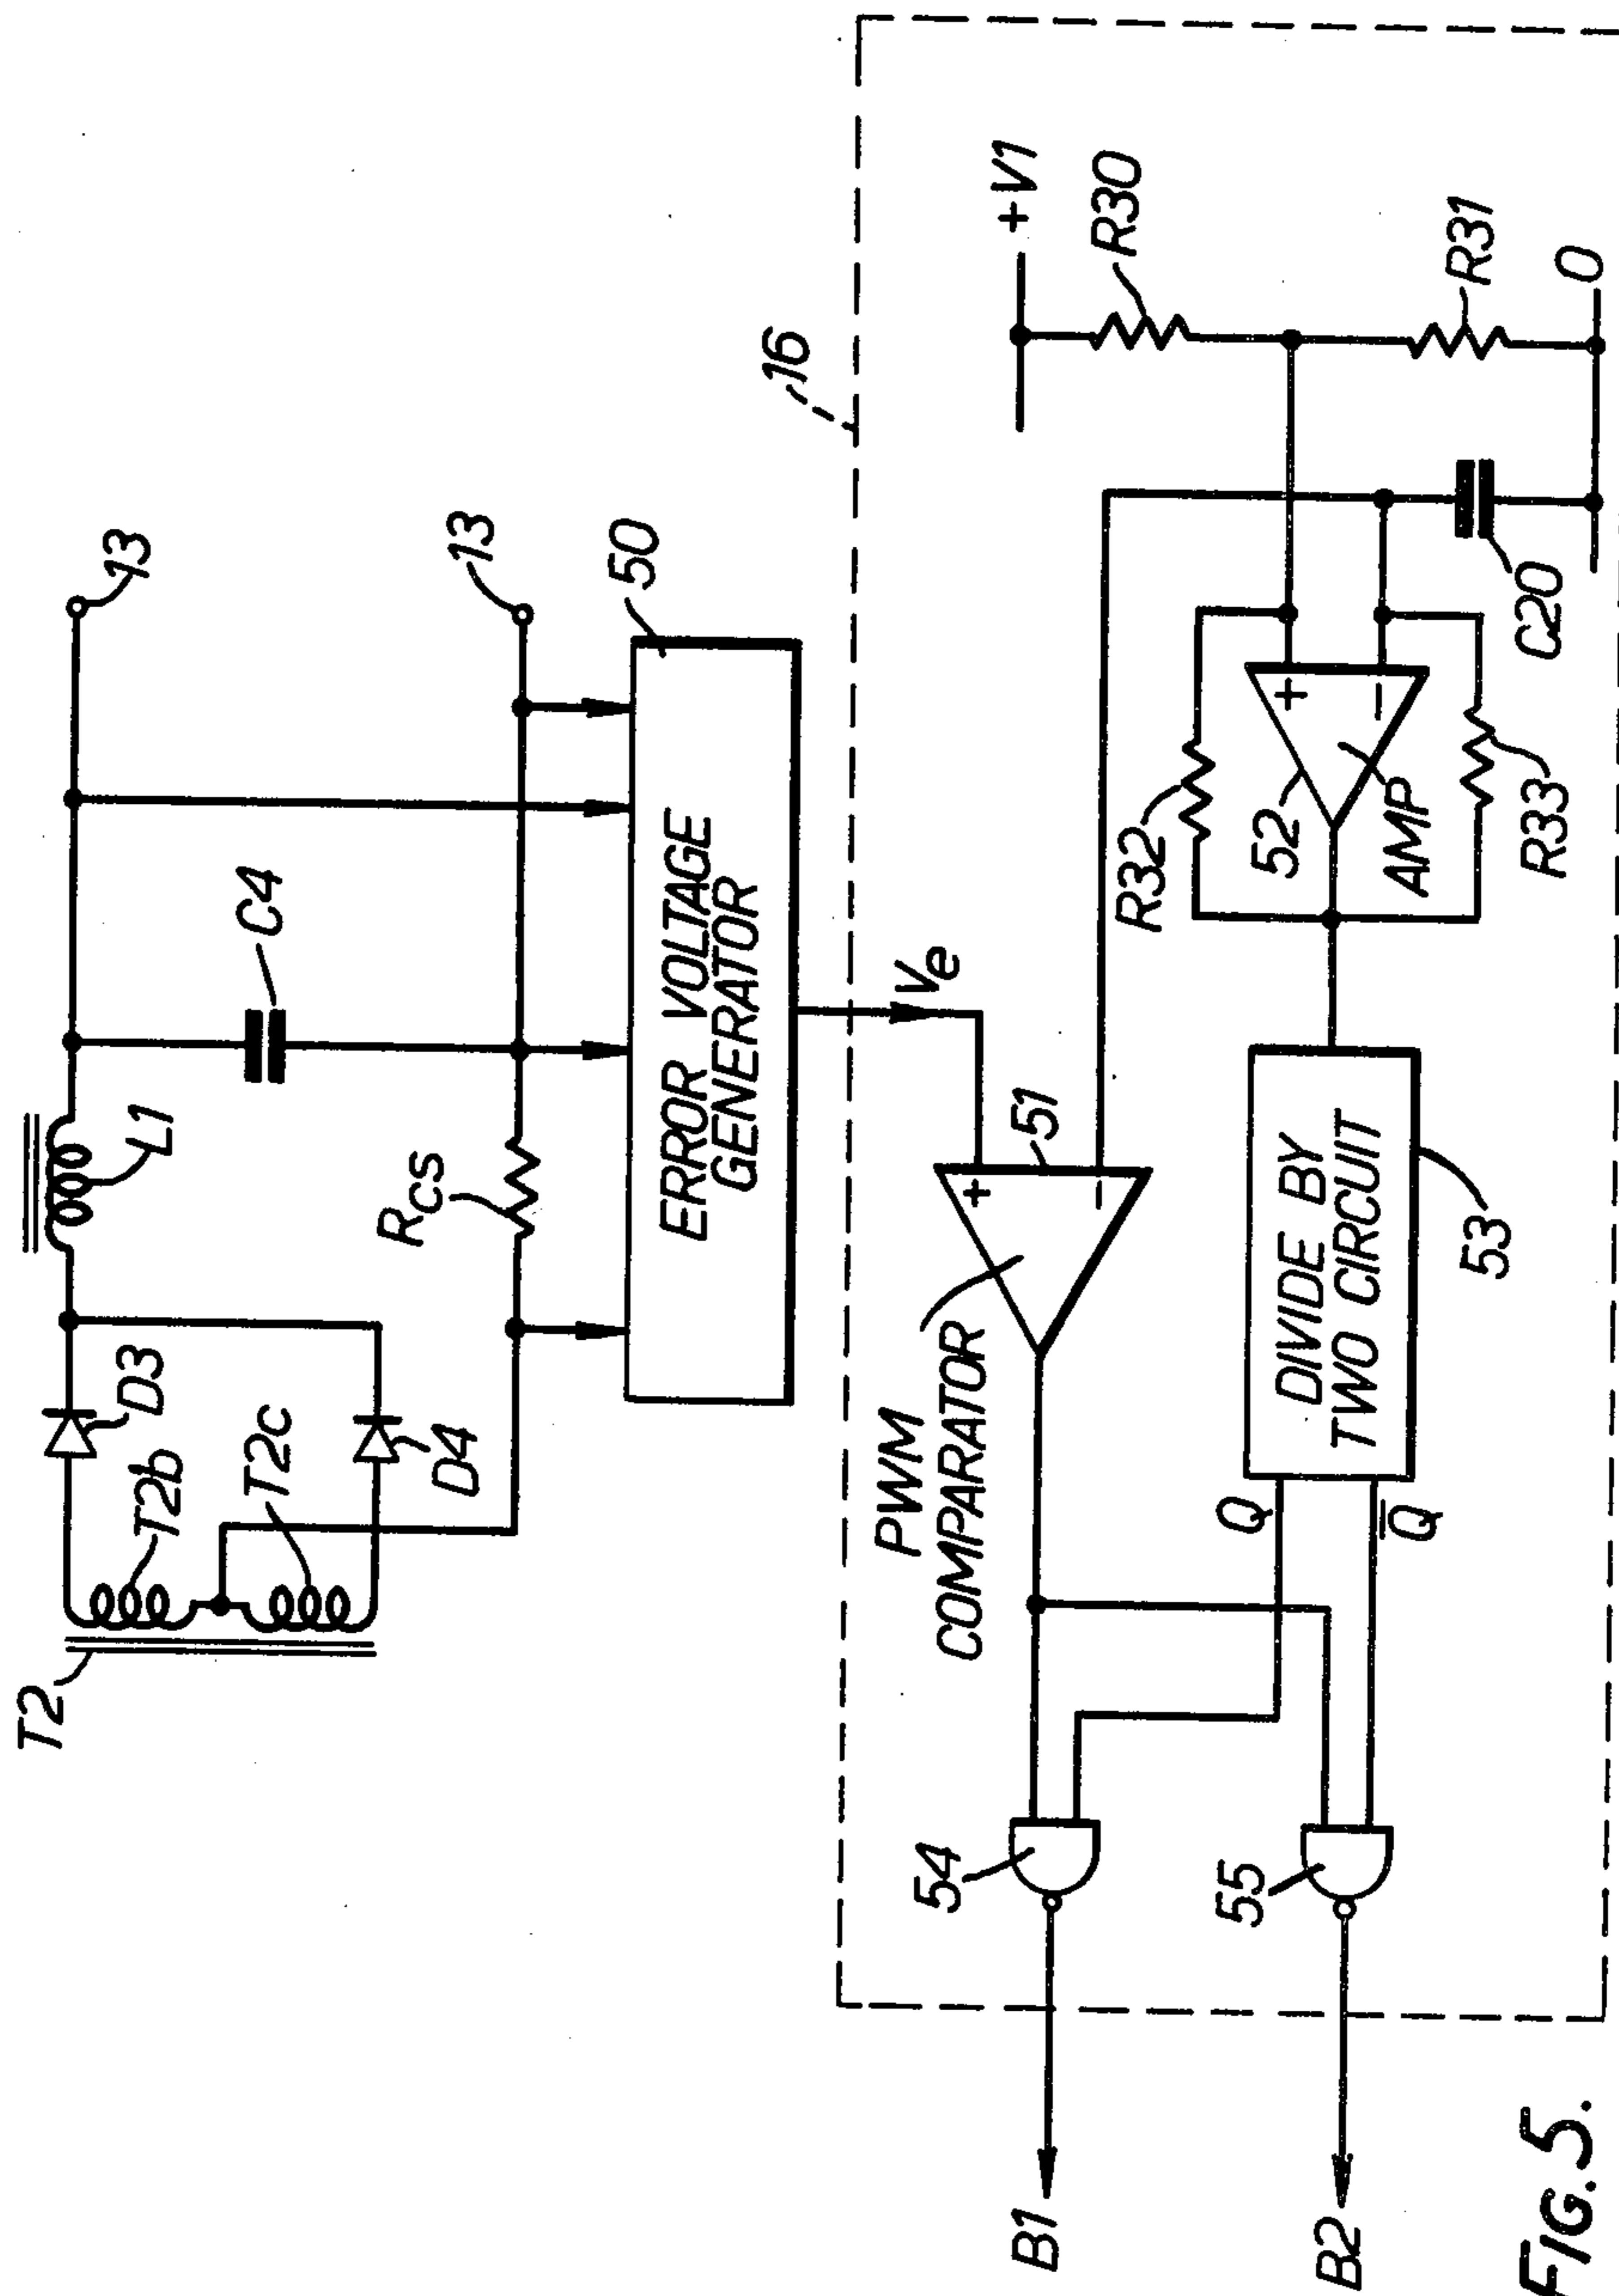 T2
T2b
T2c
D3
D4
L1
RCS
C4
13
13
ERROR VOLTAGE
GENERATOR
50
16
Ve
PWM
COMPARATOR
+
-
51
+V1
R30
R31
O
C20
R32
+
-
52
AMP
R33
DIVIDE BY
TWO CIRCUIT
53
Q
Q̅
54
55
B1
B2
FIG. 5.